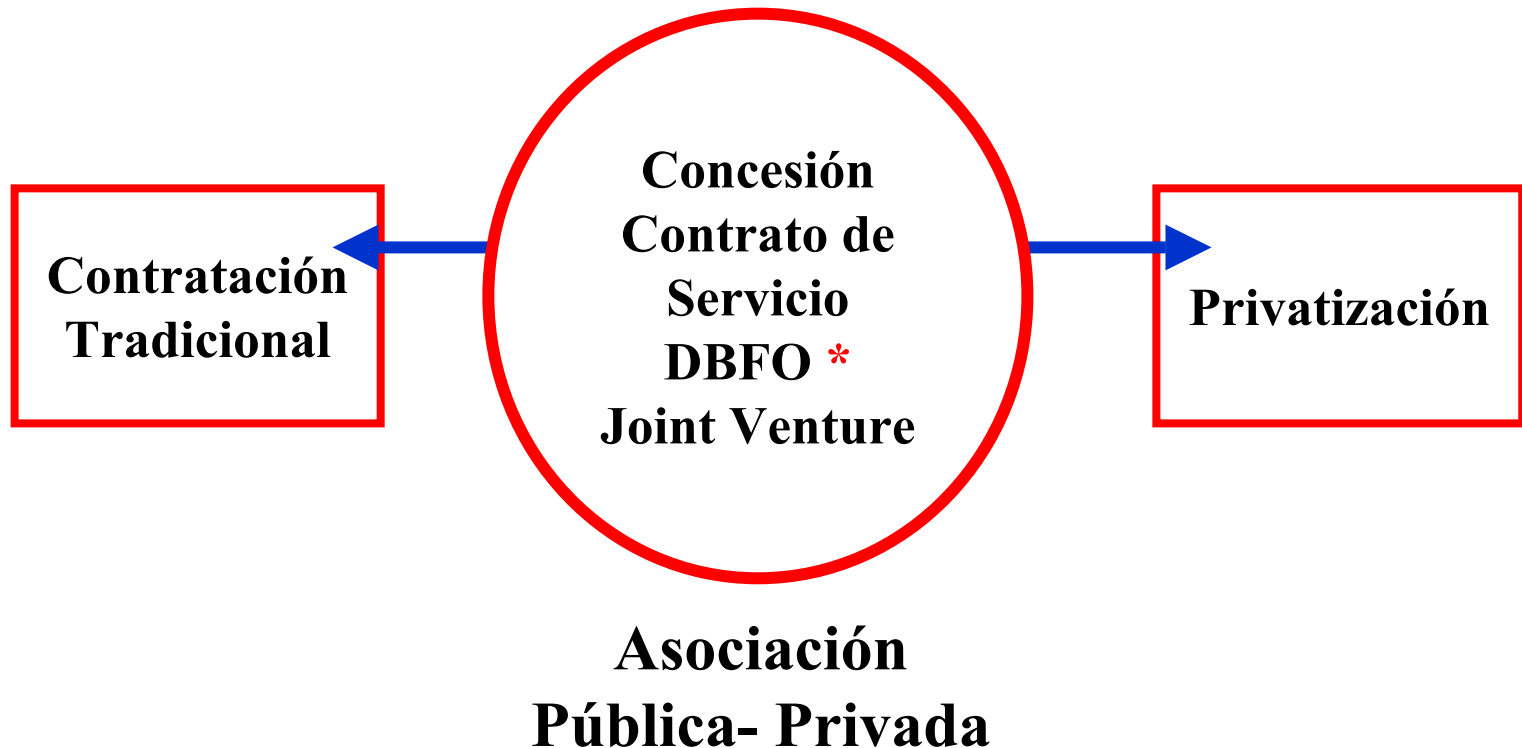 Concesión
Contrato de
Servicio
DBFO *
Joint Venture
Contratación
Tradicional
Privatización
Asociación
Pública- Privada